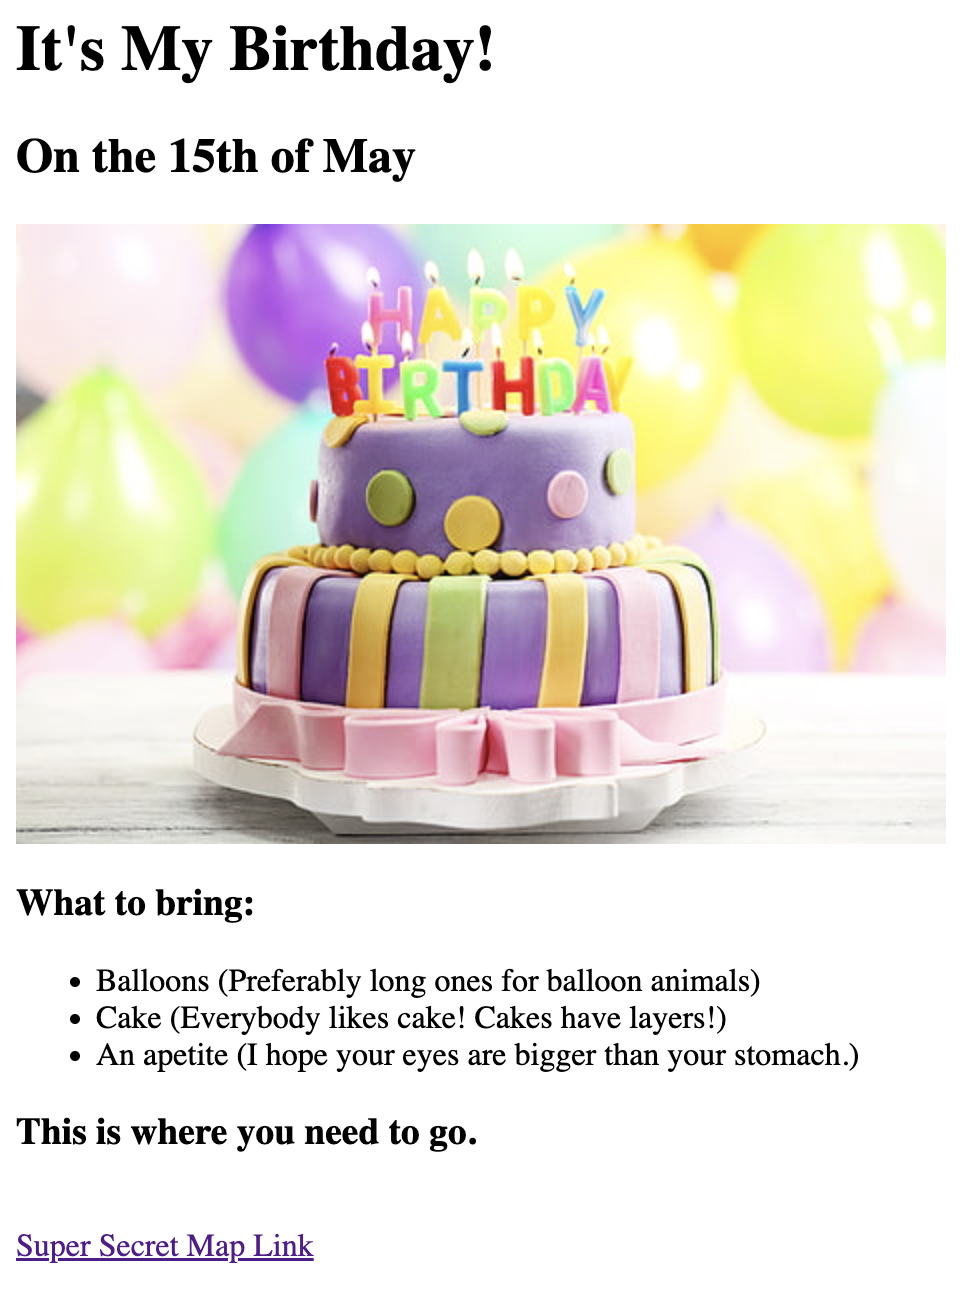 It's My Birthday!
On the 15th of May
HAPPY
BIRTHDAY
What to bring:
• Balloons (Preferably long ones for balloon animals)
• Cake (Everybody likes cake! Cakes have layers!)
• An apetite (I hope your eyes are bigger than your stomach.)
This is where you need to go.
Super Secret Map Link